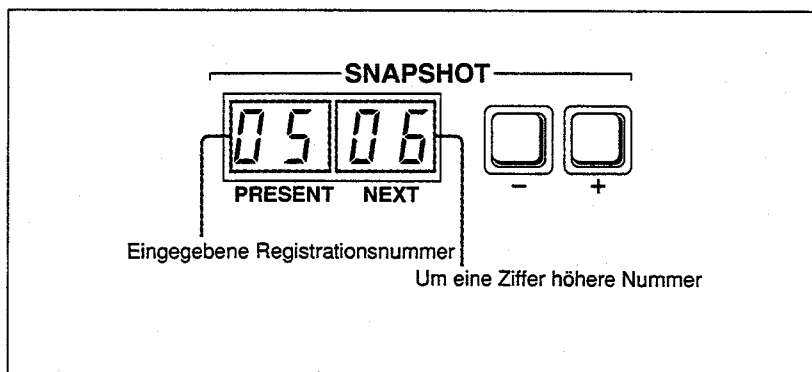 SNAPSHOT
05 06
PRESENT NEXT
- +
Eingegebene Registrationsnummer
Um eine Ziffer höhere Nummer